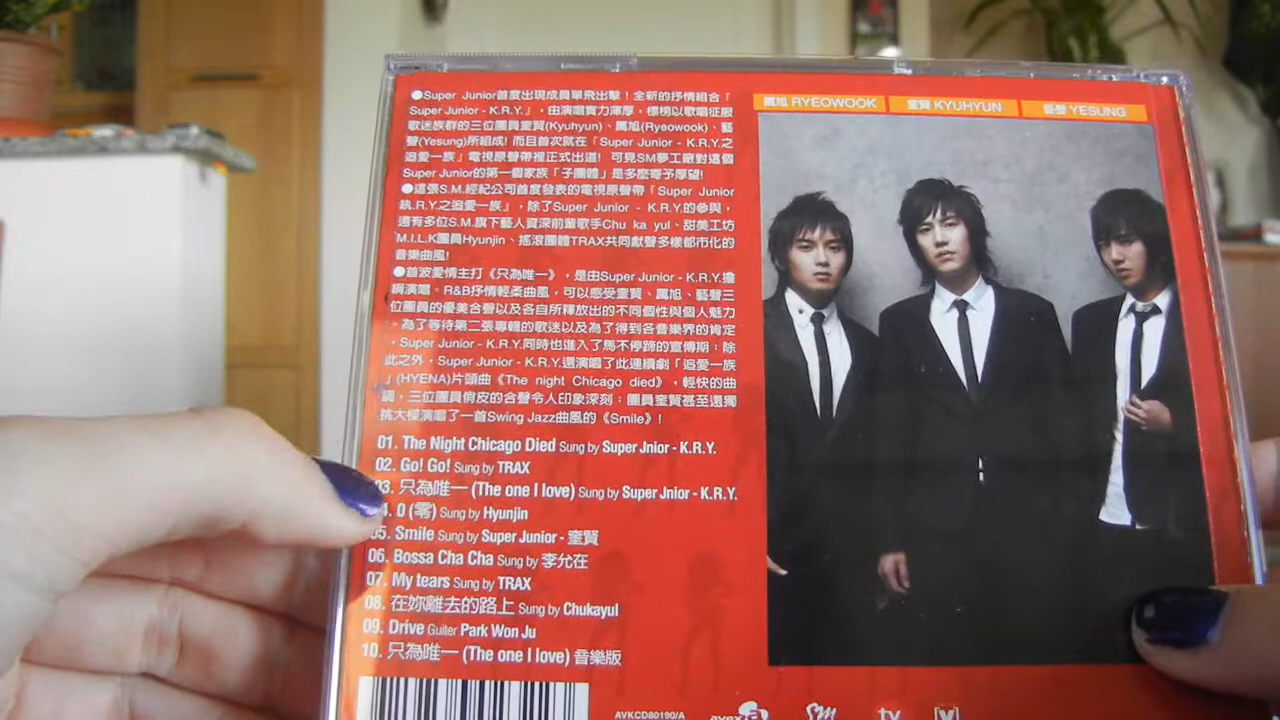 ●Super Junior首度出現成員單飛出擊！全新的抒情組合『
Super Junior - K.R.Y.』，由演唱實力渾厚，標榜以歌唱征服
歌迷族群的三位團員奎賢(Kyuhyun)、厲旭(Ryeowook)、藝
聲(Yesung)所組成! 而且首次就在『Super Junior - K.R.Y.之
追愛一族』電視原聲帶裡正式出道! 可見SM夢工廠對這個
Super Junior的第一個家族「子團體」是多麼寄予厚望!
●這張S.M.經紀公司首度發表的電視原聲帶『Super Junior
執.R.Y.之追愛一族』，除了Super Junior - K.R.Y.的參與，
還有多位S.M.旗下藝人資深前輩歌手Chu ka yul、甜美工坊
M.I.L.K團員Hyunjin、搖滾團體TRAX共同獻聲多樣都市化的
音樂曲風!
●首波愛情主打《只為唯一》，是由Super Junior - K.R.Y.擔
綱演唱。R&B抒情輕柔曲風，可以感受奎賢、厲旭、藝聲三
位團員的優美合聲以及各自所釋放出的不同個性與個人魅力
。為了等待第二張專輯的歌迷以及為了得到各音樂界的肯定
，Super Junior - K.R.Y.同時也進入了馬不停蹄的宣傳期；除
此之外，Super Junior - K.R.Y.還演唱了此連續劇「追愛一族
」(HYENA)片頭曲《The night Chicago died》，輕快的曲
調，三位團員俏皮的合聲令人印象深刻；團員奎賢甚至還獨
挑大樑演唱了一首Swing Jazz曲風的《Smile》!
01. The Night Chicago Died Sung by Super Jnior - K.R.Y.
02. Go! Go! Sung by TRAX
03. 只為唯一 (The one I love) Sung by Super Jnior - K.R.Y.
4. 0 (零) Sung by Hyunjin
05. Smile Sung by Super Junior - 奎賢
06. Bossa Cha Cha Sung by 李允在
07. My tears Sung by TRAX
08. 在妳離去的路上 Sung by Chukayul
09. Drive Guiter Park Won Ju
10. 只為唯一 (The one I love) 音樂版
厲旭 RYEOWOOK
奎賢 KYUHYUN
藝聲 YESUNG
AVKCD80190/A
avex
SM
tv